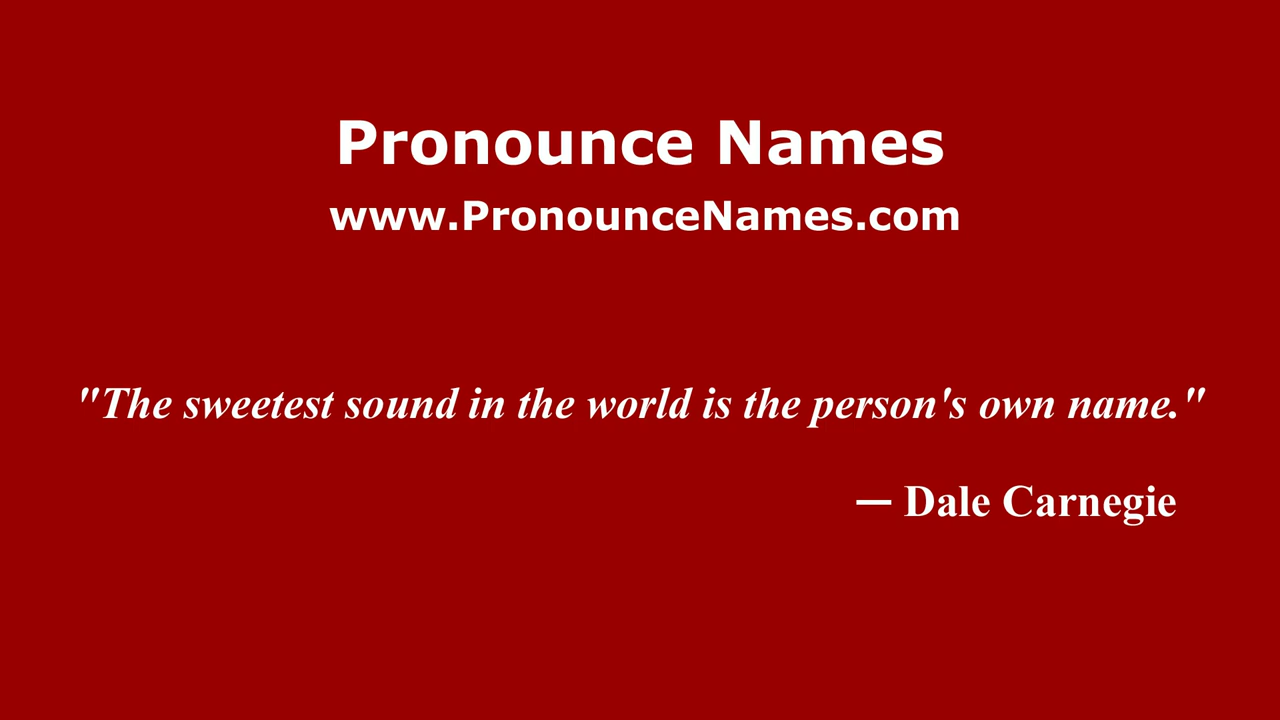 Pronounce Names
www.PronounceNames.com
"The sweetest sound in the world is the person's own name."
— Dale Carnegie